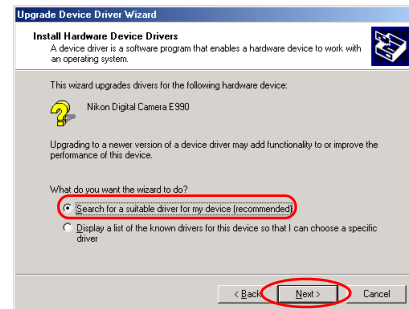 Upgrade Device Driver Wizard
Install Hardware Device Drivers
A device driver is a software program that enables a hardware device to work with
an operating system.
This wizard upgrades drivers for the following hardware device:
Nikon Digital Camera E990
Upgrading to a newer version of a device driver may add functionality to or improve the
performance of this device.
What do you want the wizard to do?
Search for a suitable driver for my device (recommended)
Display a list of the known drivers for this device so that I can choose a specific
driver
< Back Next > Cancel